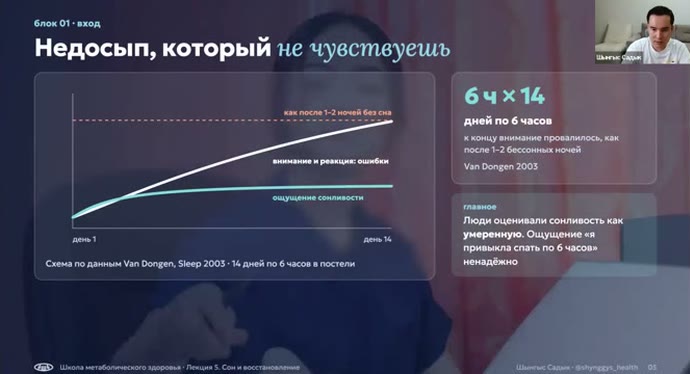 блок 01 · вход
Недосып, который не чувствуешь
Шынгыс Садык
как после 1–2 ночей без сна
внимание и реакция: ошибки
ощущение сонливости
день 1
день 14
Схема по данным Van Dongen, Sleep 2003 · 14 дней по 6 часов в постели
6 ч × 14
дней по 6 часов
к концу внимание провалилось, как
после 1–2 бессонных ночей
Van Dongen 2003
главное
Люди оценивали сонливость как
умеренную. Ощущение «я
привыкла спать по 6 часов»
ненадёжно
Школа метаболического здоровья · Лекция 5. Сон и восстановление
Шынгыс Садык · @shynggys_health